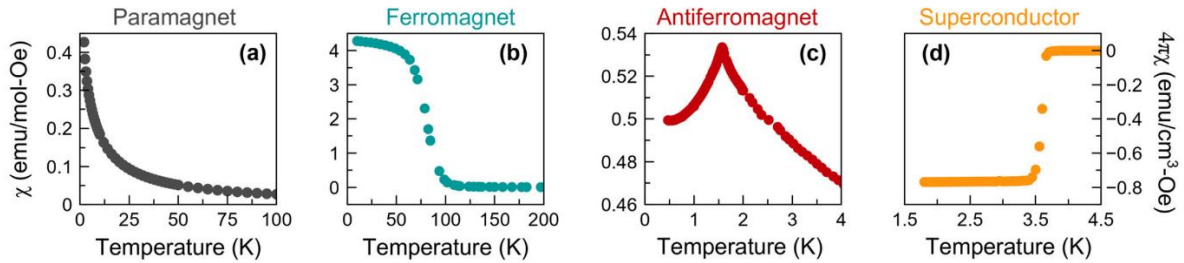 Paramagnet
Ferromagnet
Antiferromagnet
Superconductor
χ (emu/mol-Oe)
0.4
0.3
0.2
0.1
0
(a)
0
25
50
75
100
Temperature (K)
4
3
2
1
0
(b)
0
50
100
150
200
Temperature (K)
0.54
0.52
0.5
0.48
0.46
(c)
0
1
2
3
4
Temperature (K)
(d)
0
−0.2
−0.4
−0.6
−0.8
4πχ (emu/cm³-Oe)
1.5
2.5
3.5
4.5
Temperature (K)